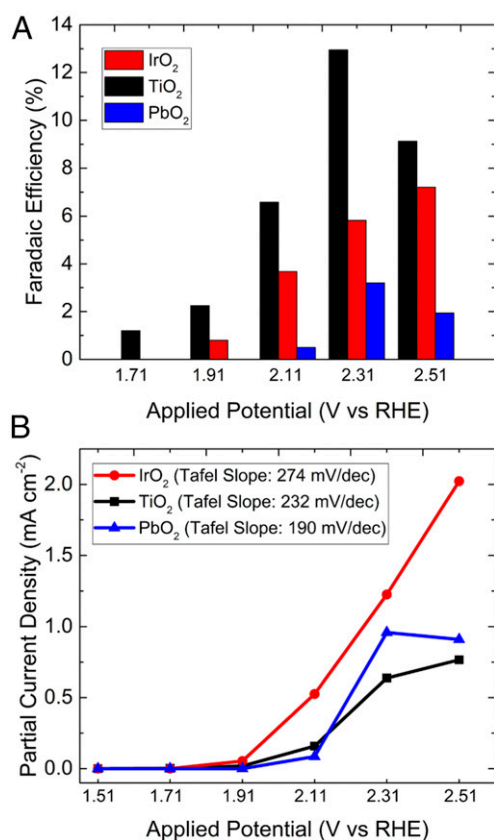 A
14
12
10
8
6
4
2
0
Faradaic Efficiency (%)
IrO₂
TiO₂
PbO₂
1.71 1.91 2.11 2.31 2.51
Applied Potential (V vs RHE)
B
2.0
1.5
1.0
0.5
0.0
Partial Current Density (mA cm⁻²)
IrO₂ (Tafel Slope: 274 mV/dec)
TiO₂ (Tafel Slope: 232 mV/dec)
PbO₂ (Tafel Slope: 190 mV/dec)
1.51 1.71 1.91 2.11 2.31 2.51
Applied Potential (V vs RHE)